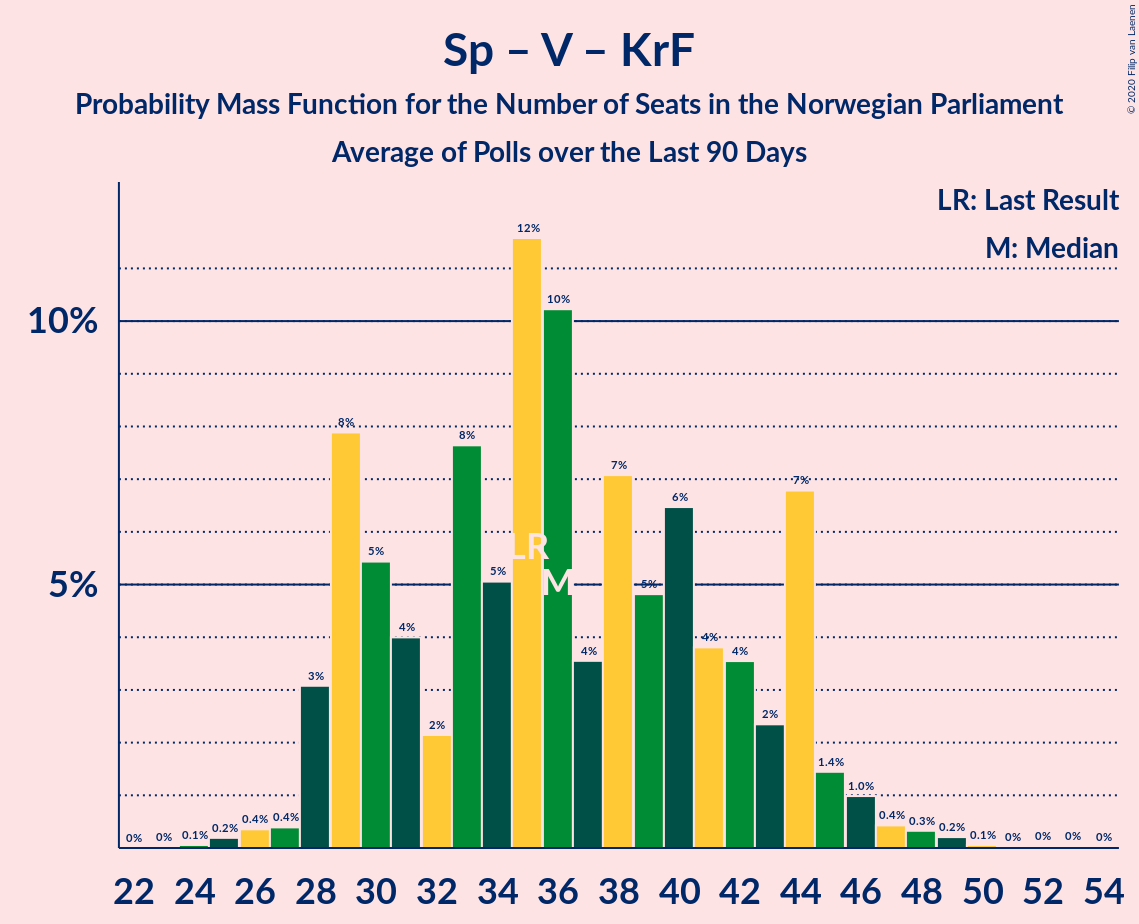 Sp – V – KrF
Probability Mass Function for the Number of Seats in the Norwegian Parliament
Average of Polls over the Last 90 Days
© 2020 Filip van Laenen
LR: Last Result
M: Median
10%
5%
0% 0% 0.1% 0.2% 0.4% 0.4% 3% 8% 5% 4% 2% 8% 5% 12% 10% 4% 7% 5% 6% 4% 4% 2% 7% 1.4% 1.0% 0.4% 0.3% 0.2% 0.1% 0% 0% 0% 0%
LR
M
22 24 26 28 30 32 34 36 38 40 42 44 46 48 50 52 54